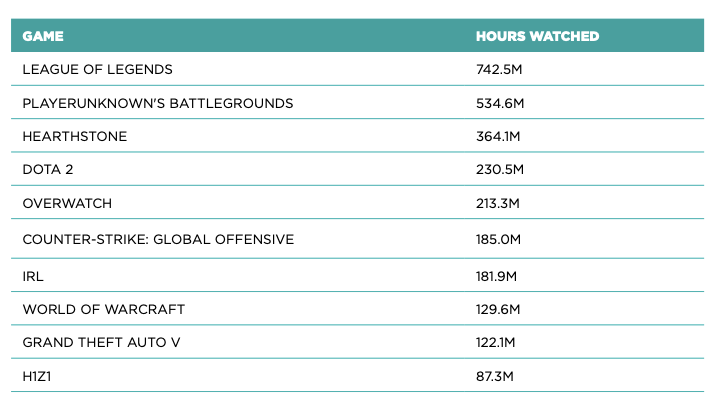 GAME HOURS WATCHED
LEAGUE OF LEGENDS 742.5M
PLAYERUNKNOWN'S BATTLEGROUNDS 534.6M
HEARTHSTONE 364.1M
DOTA 2 230.5M
OVERWATCH 213.3M
COUNTER-STRIKE: GLOBAL OFFENSIVE 185.0M
IRL 181.9M
WORLD OF WARCRAFT 129.6M
GRAND THEFT AUTO V 122.1M
H1Z1 87.3M